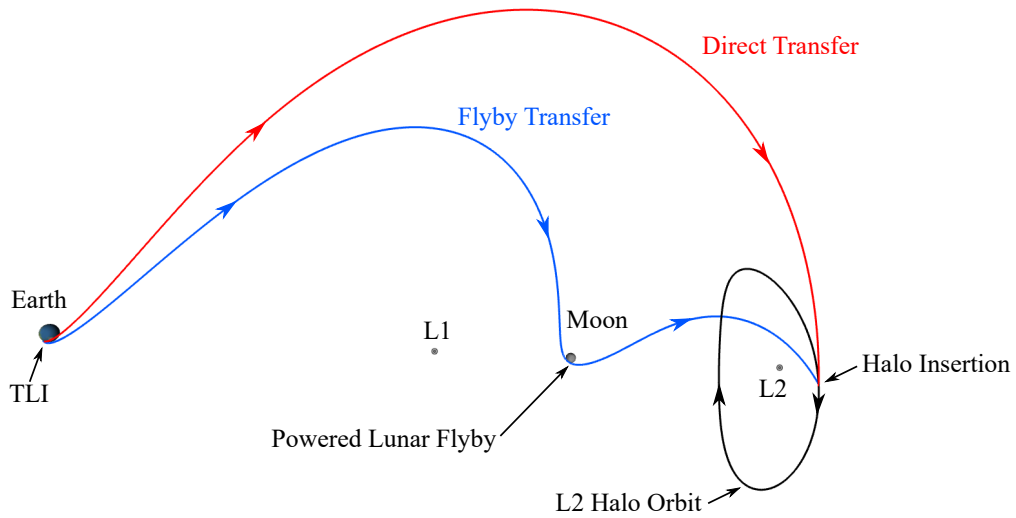 Direct Transfer
Flyby Transfer
Earth
L1
Moon
TLI
L2
Halo Insertion
Powered Lunar Flyby
L2 Halo Orbit